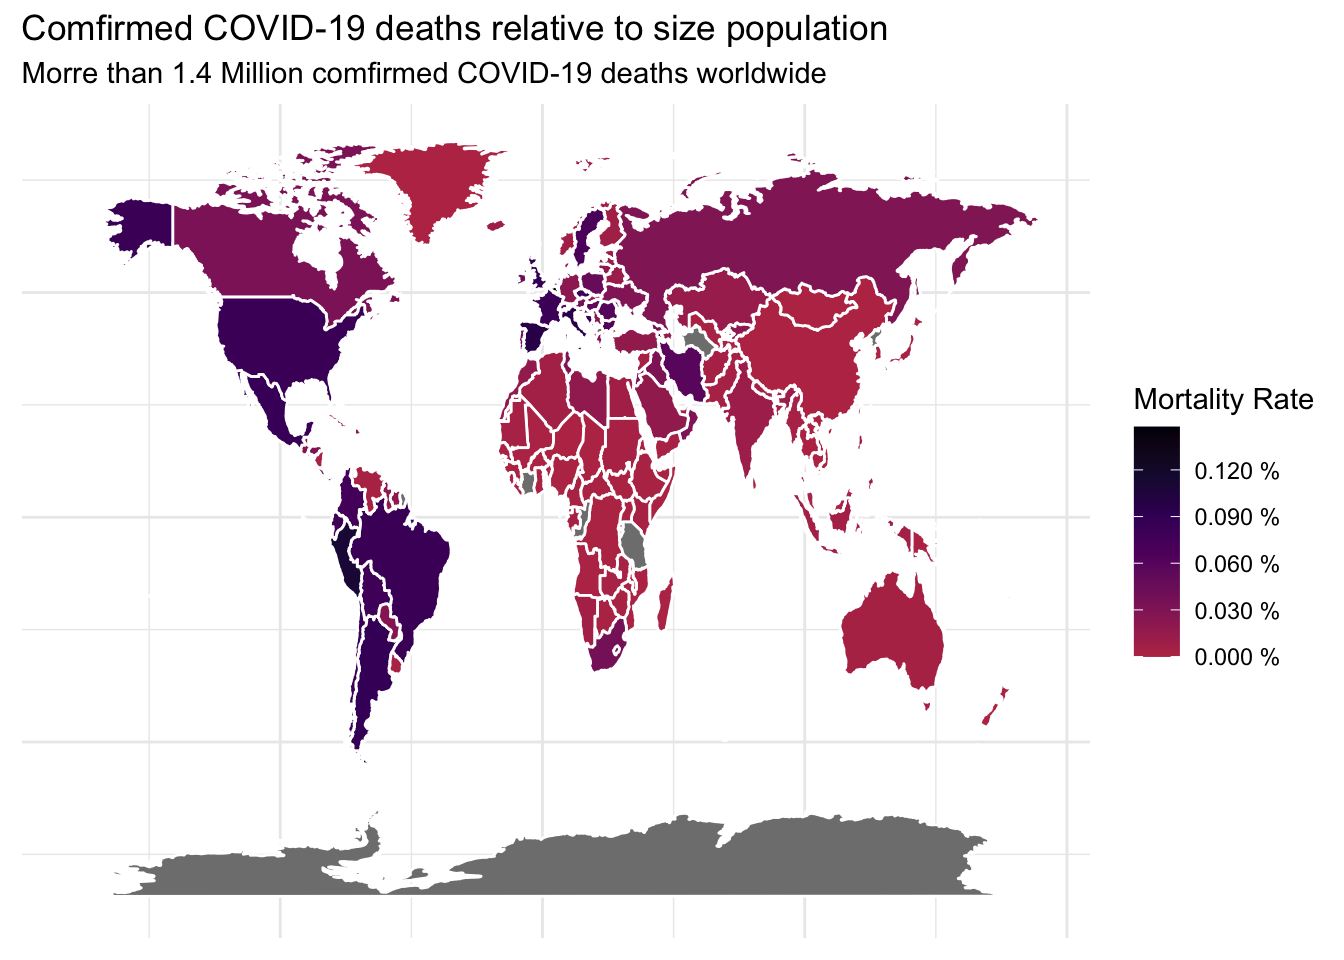 Comfirmed COVID-19 deaths relative to size population
Morre than 1.4 Million comfirmed COVID-19 deaths worldwide
Mortality Rate
0.120 %
0.090 %
0.060 %
0.030 %
0.000 %